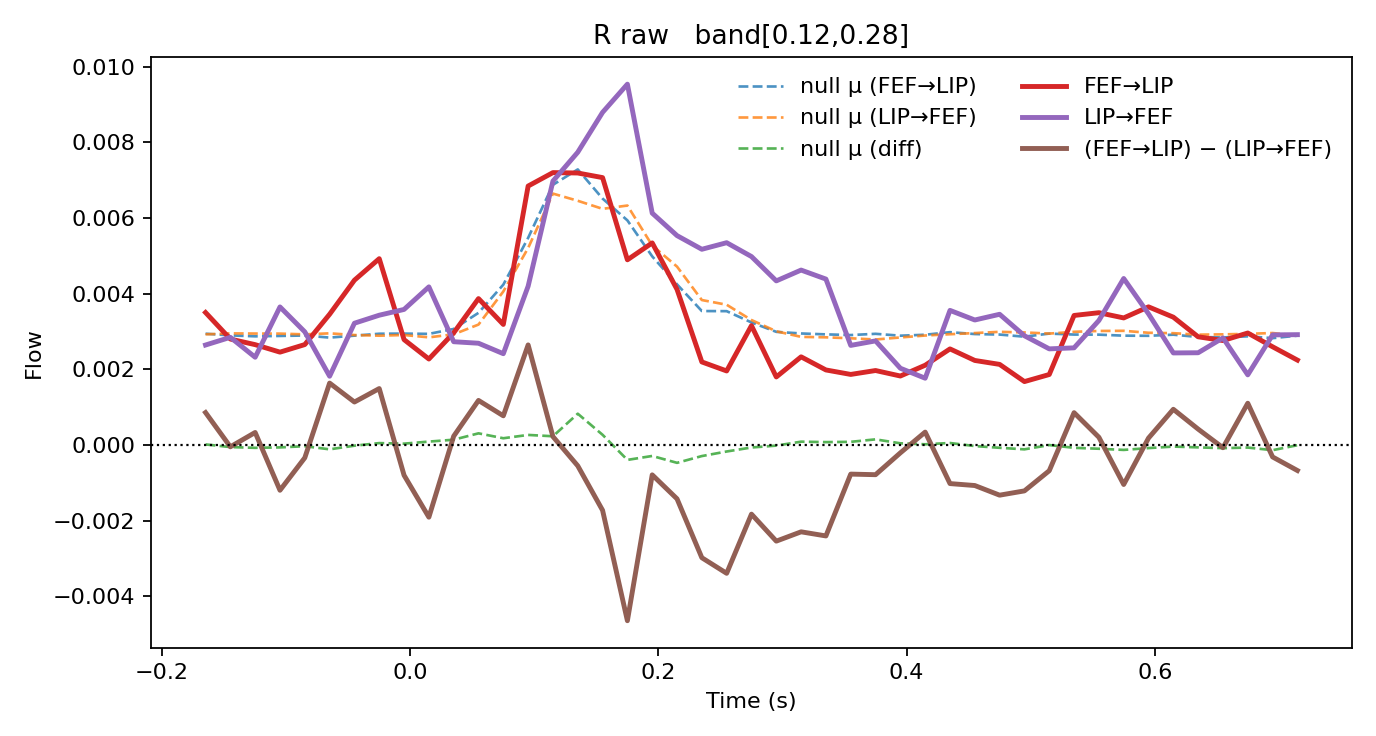 R raw   band[0.12,0.28]
0.010
0.008
0.006
0.004
0.002
0.000
−0.002
−0.004
Flow
null μ (FEF→LIP)
null μ (LIP→FEF)
null μ (diff)
FEF→LIP
LIP→FEF
(FEF→LIP) − (LIP→FEF)
−0.2
0.0
0.2
0.4
0.6
Time (s)